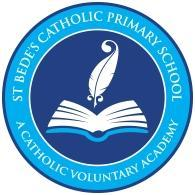 ST BEDE'S CATHOLIC PRIMARY SCHOOL
A CATHOLIC VOLUNTARY ACADEMY